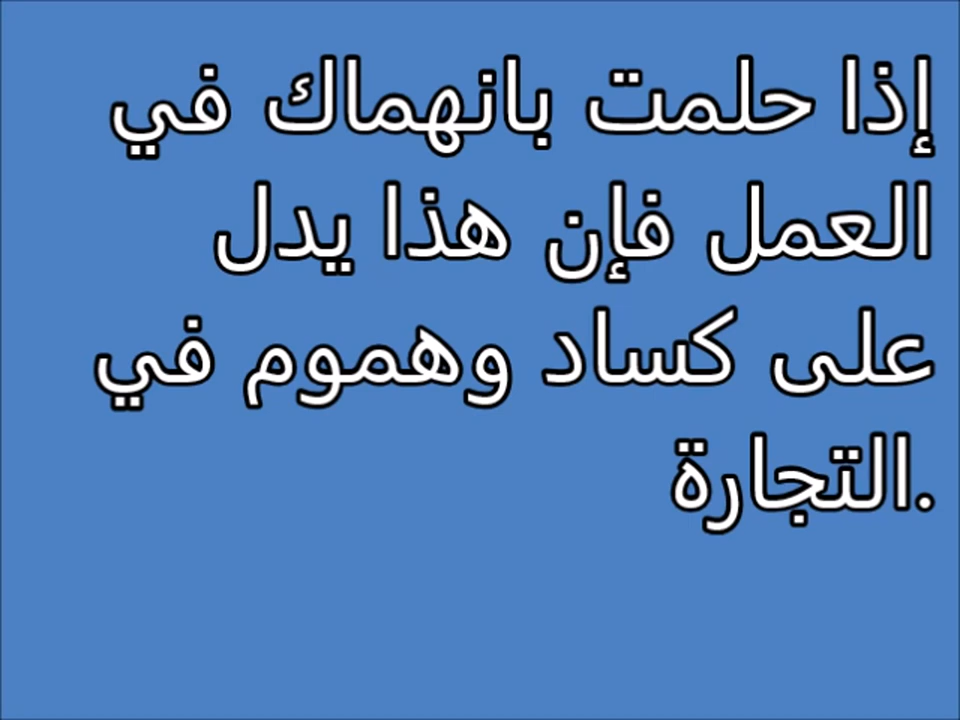 إذا حلمت بانهماك في
العمل فإن هذا يدل
على كساد وهموم في
.التجارة